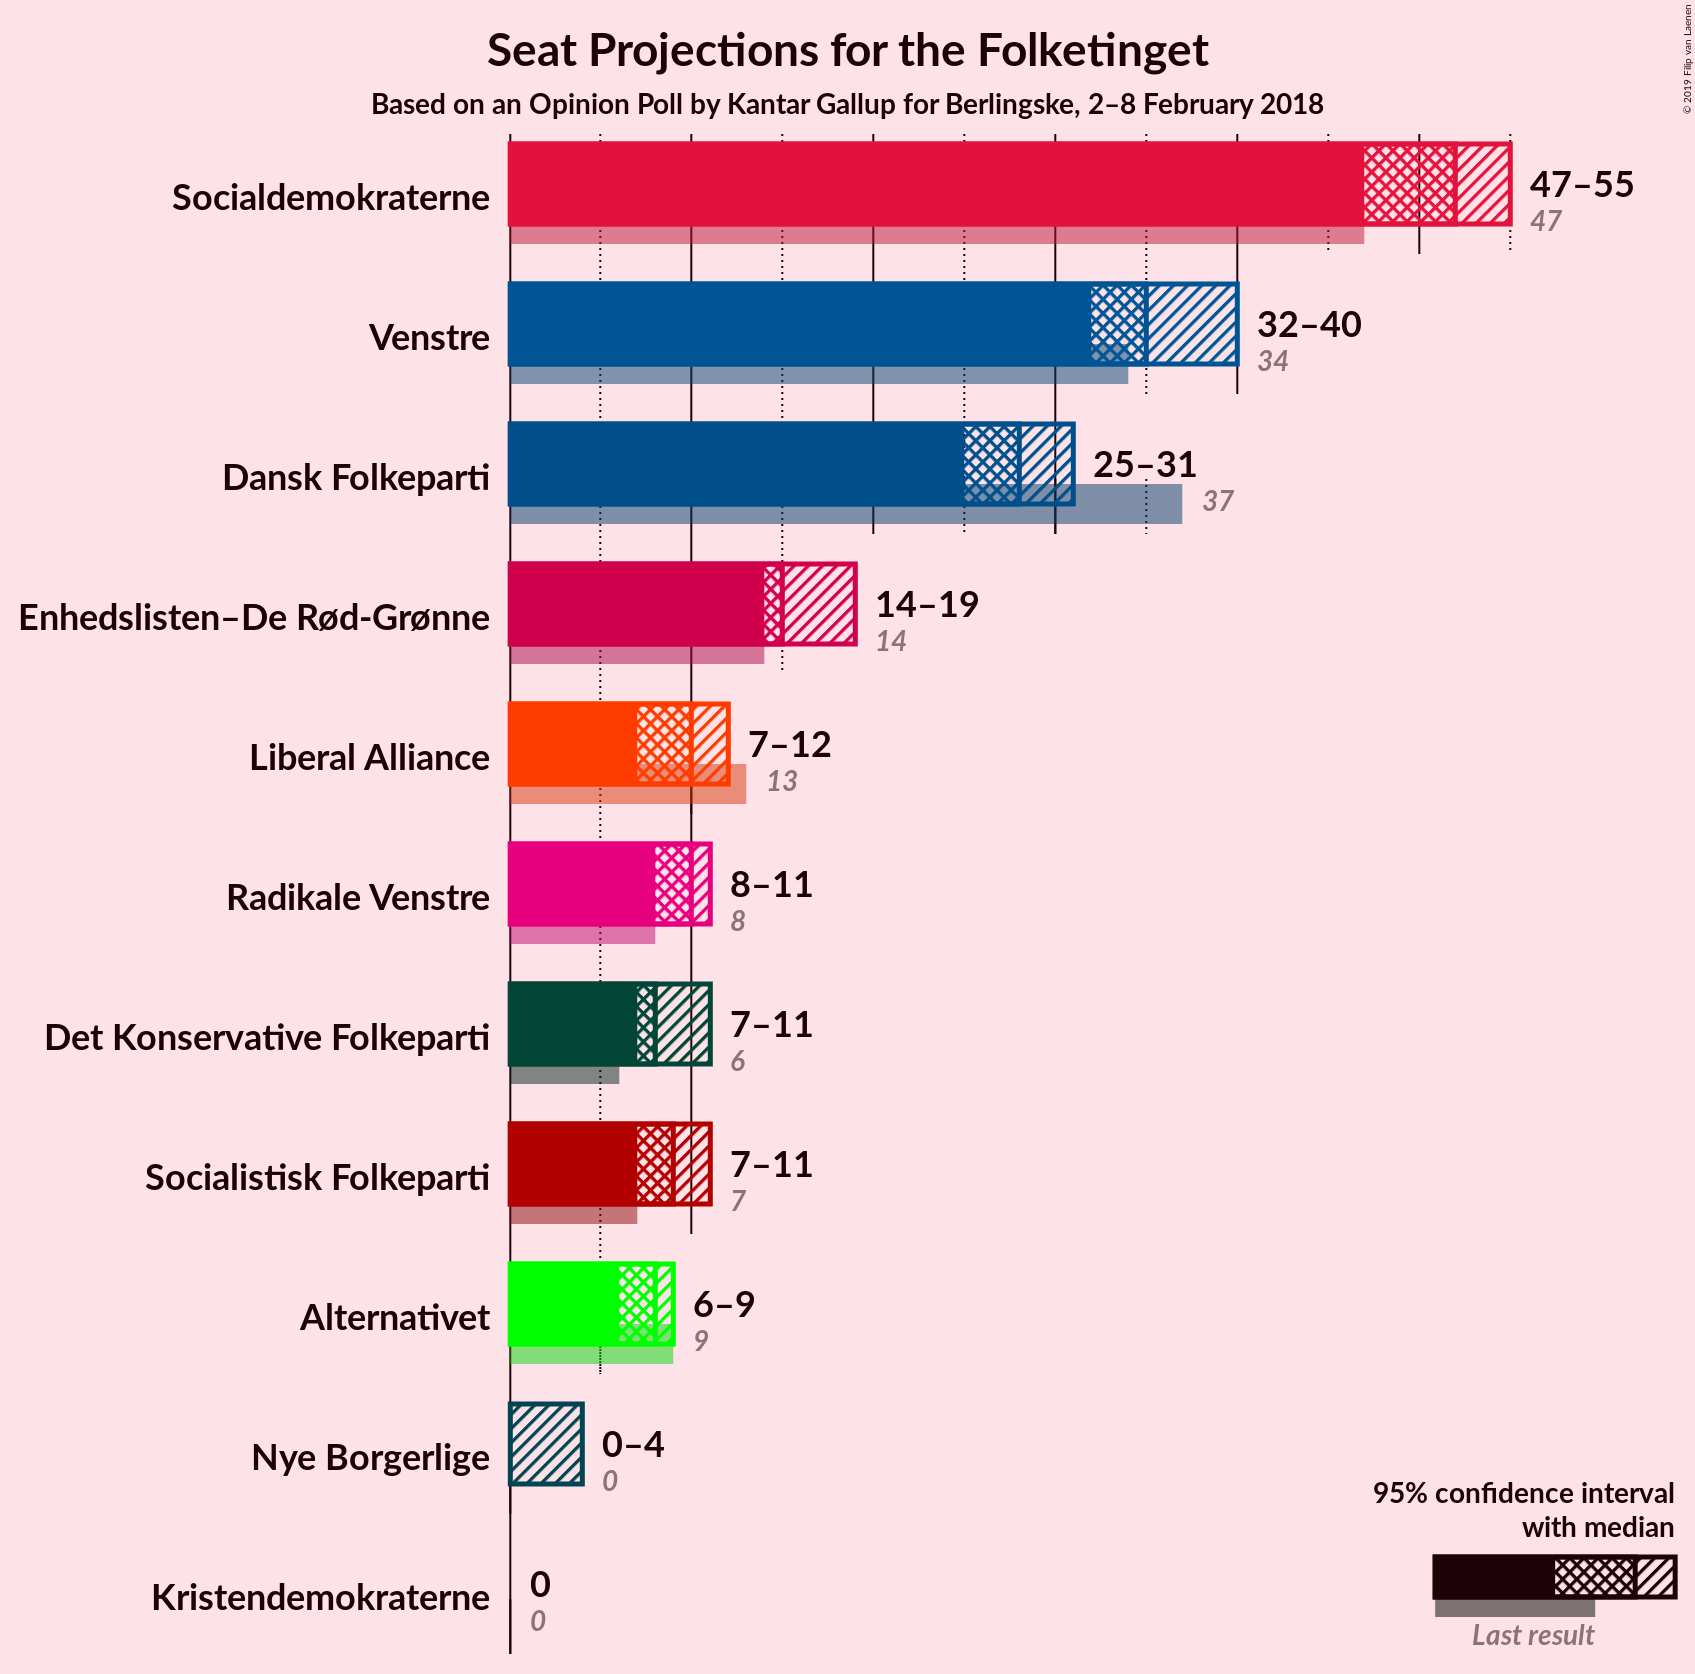 Seat Projections for the Folketinget
Based on an Opinion Poll by Kantar Gallup for Berlingske, 2–8 February 2018
© 2019 Filip van Laenen
Socialdemokraterne
47–55
47
Venstre
32–40
34
Dansk Folkeparti
25–31
37
Enhedslisten–De Rød-Grønne
14–19
14
Liberal Alliance
7–12
13
Radikale Venstre
8–11
8
Det Konservative Folkeparti
7–11
6
Socialistisk Folkeparti
7–11
7
Alternativet
6–9
9
Nye Borgerlige
0–4
0
Kristendemokraterne
0
0
95% confidence interval
with median
Last result